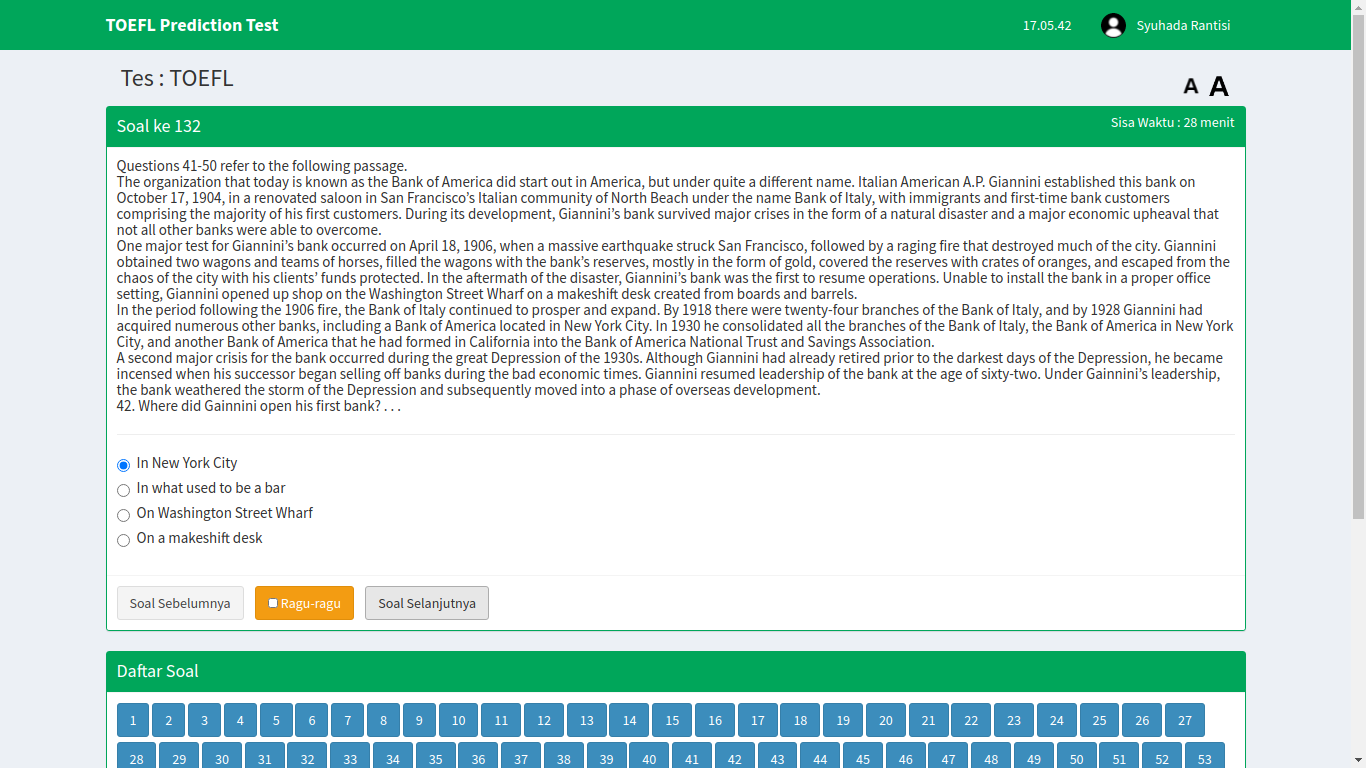 TOEFL Prediction Test
17.05.42
Syuhada Rantisi
Tes : TOEFL
A A
Soal ke 132
Sisa Waktu : 28 menit
Questions 41-50 refer to the following passage.
The organization that today is known as the Bank of America did start out in America, but under quite a different name. Italian American A.P. Giannini established this bank on
October 17, 1904, in a renovated saloon in San Francisco’s Italian community of North Beach under the name Bank of Italy, with immigrants and first-time bank customers
comprising the majority of his first customers. During its development, Giannini’s bank survived major crises in the form of a natural disaster and a major economic upheaval that
not all other banks were able to overcome.
One major test for Giannini’s bank occurred on April 18, 1906, when a massive earthquake struck San Francisco, followed by a raging fire that destroyed much of the city. Giannini
obtained two wagons and teams of horses, filled the wagons with the bank’s reserves, mostly in the form of gold, covered the reserves with crates of oranges, and escaped from the
chaos of the city with his clients’ funds protected. In the aftermath of the disaster, Giannini’s bank was the first to resume operations. Unable to install the bank in a proper office
setting, Giannini opened up shop on the Washington Street Wharf on a makeshift desk created from boards and barrels.
In the period following the 1906 fire, the Bank of Italy continued to prosper and expand. By 1918 there were twenty-four branches of the Bank of Italy, and by 1928 Giannini had
acquired numerous other banks, including a Bank of America located in New York City. In 1930 he consolidated all the branches of the Bank of Italy, the Bank of America in New York
City, and another Bank of America that he had formed in California into the Bank of America National Trust and Savings Association.
A second major crisis for the bank occurred during the great Depression of the 1930s. Although Giannini had already retired prior to the darkest days of the Depression, he became
incensed when his successor began selling off banks during the bad economic times. Giannini resumed leadership of the bank at the age of sixty-two. Under Gainnini’s leadership,
the bank weathered the storm of the Depression and subsequently moved into a phase of overseas development.
42. Where did Gainnini open his first bank? . . .
In New York City
In what used to be a bar
On Washington Street Wharf
On a makeshift desk
Soal Sebelumnya
Ragu-ragu
Soal Selanjutnya
Daftar Soal
1 2 3 4 5 6 7 8 9 10 11 12 13 14 15 16 17 18 19 20 21 22 23 24 25 26 27
28 29 30 31 32 33 34 35 36 37 38 39 40 41 42 43 44 45 46 47 48 49 50 51 52 53